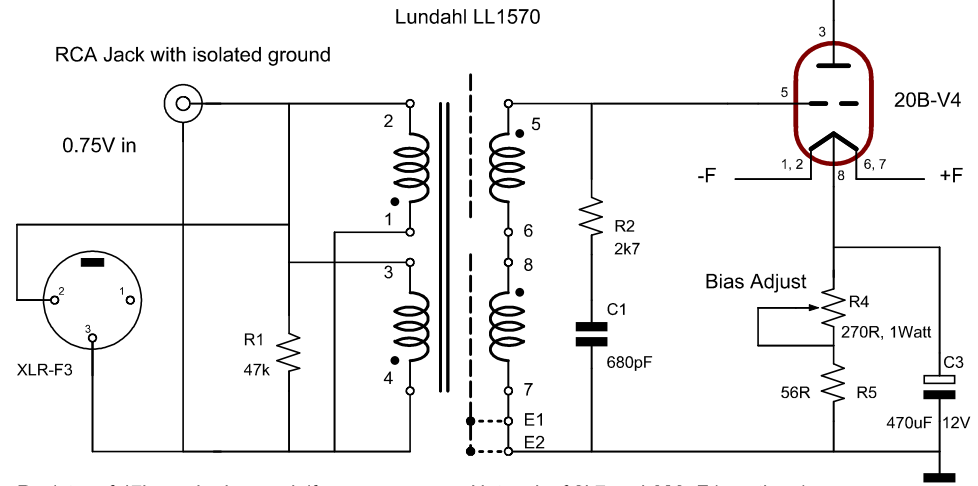 Lundahl LL1570
RCA Jack with isolated ground
0.75V in
3
5
20B-V4
1, 2
6, 7
8
-F
+F
2
5
1
6
3
8
4
7
E1
E2
R2
2k7
C1
680pF
Bias Adjust
R4
270R, 1Watt
56R
R5
C3
470uF
12V
2
1
3
XLR-F3
R1
47k